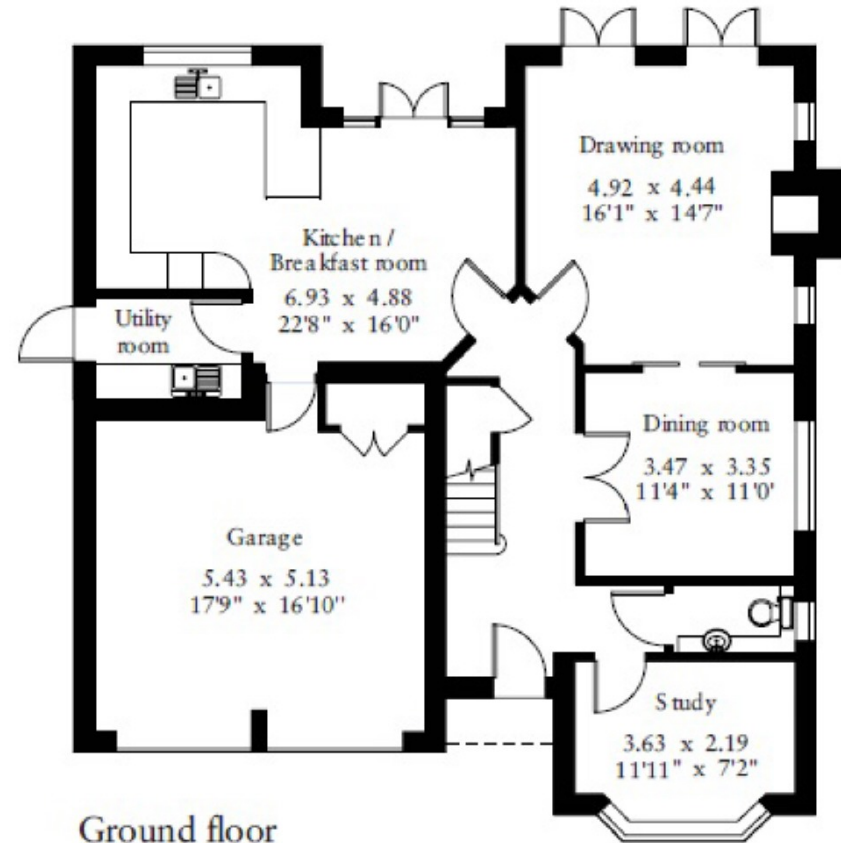 Drawing room
4.92 x 4.44
16'1" x 14'7"
Kitchen /
Breakfast room
6.93 x 4.88
22'8" x 16'0"
Utility
room
Dining room
3.47 x 3.35
11'4" x 11'0'
Garage
5.43 x 5.13
17'9" x 16'10"
Study
3.63 x 2.19
11'11" x 7'2"
Ground floor